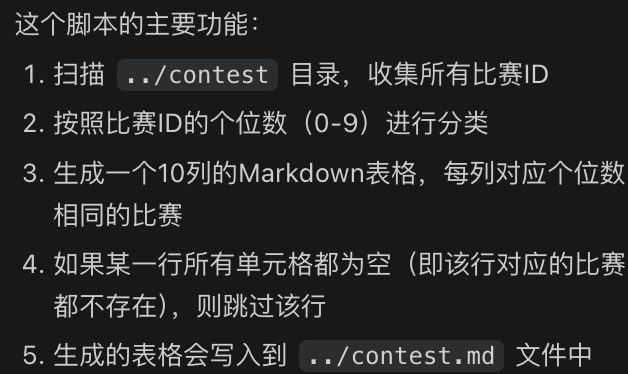 这个脚本的主要功能：
1. 扫描 ../contest 目录，收集所有比赛ID
2. 按照比赛ID的个位数（0-9）进行分类
3. 生成一个10列的Markdown表格，每列对应个位数
相同的比赛
4. 如果某一行所有单元格都为空（即该行对应的比赛
都不存在），则跳过该行
5. 生成的表格会写入到 ../contest.md 文件中